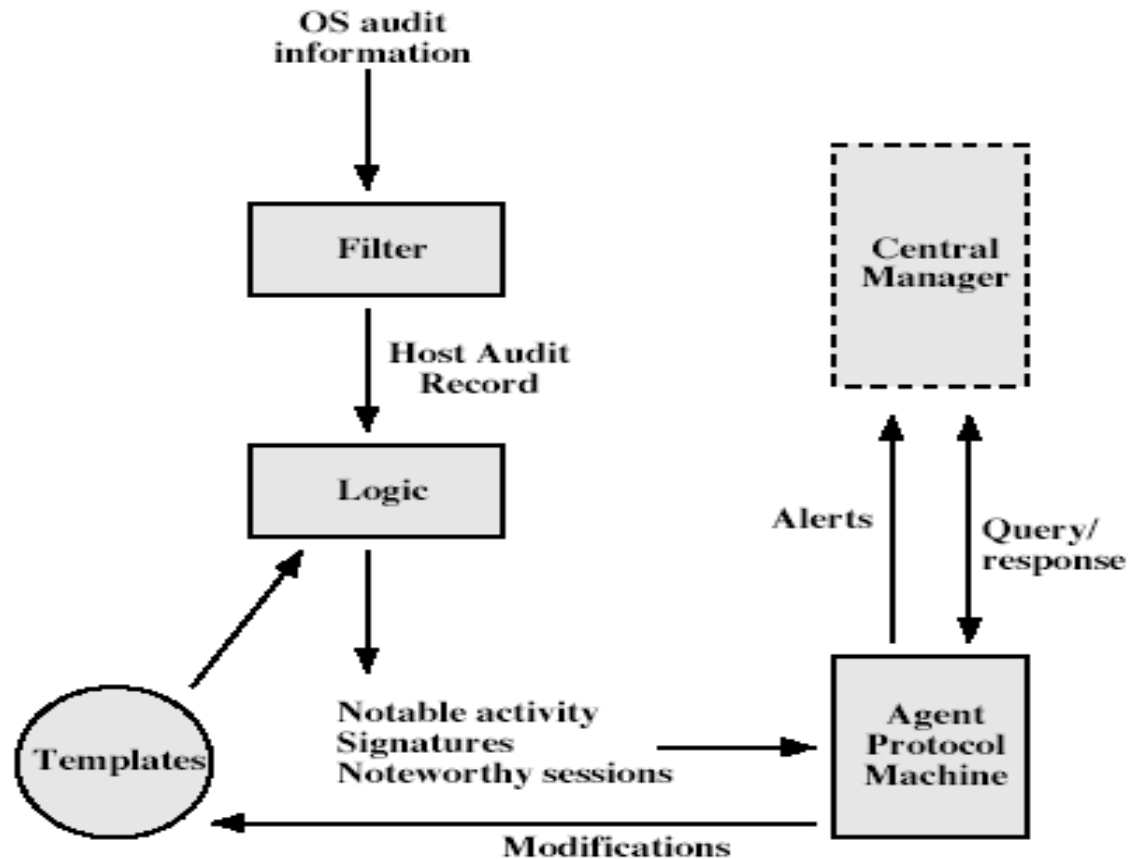 OS audit
information
Filter
Central
Manager
Host Audit
Record
Logic
Alerts
Query/
response
Notable activity
Signatures
Noteworthy sessions
Templates
Agent
Protocol
Machine
Modifications